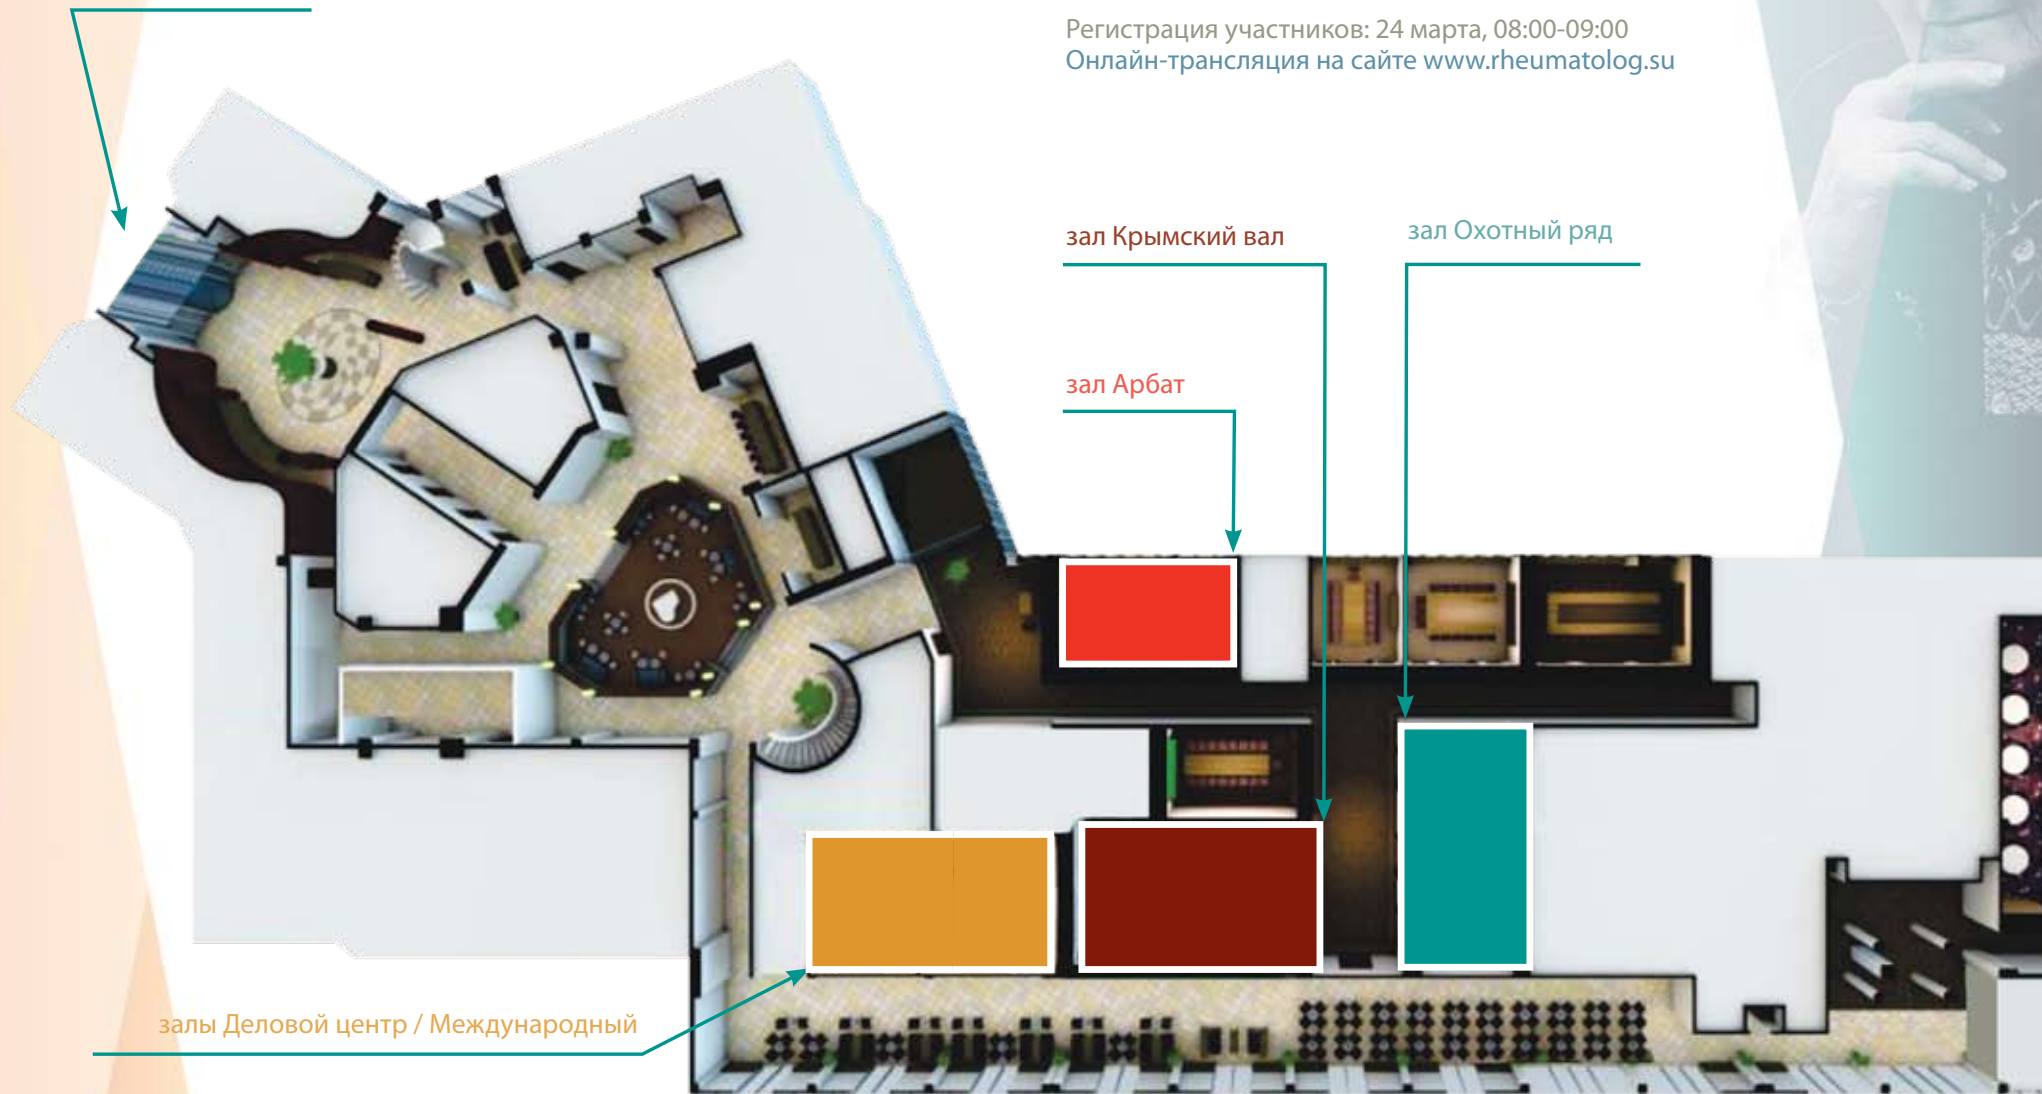 Регистрация участников: 24 марта, 08:00-09:00
Онлайн-трансляция на сайте www.rheumatolog.su
зал Крымский вал
зал Охотный ряд
зал Арбат
залы Деловой центр / Международный